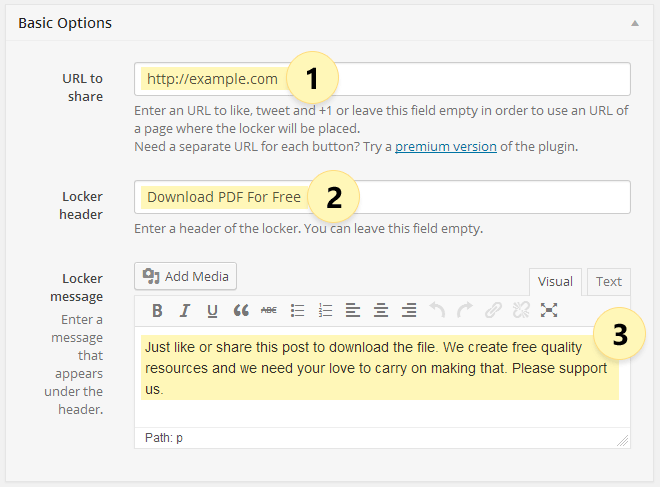 Basic Options
URL to
share
http://example.com
1
Enter an URL to like, tweet and +1 or leave this field empty in order to use an URL of
a page where the locker will be placed.
Need a separate URL for each button? Try a premium version of the plugin.
Locker
header
Download PDF For Free
2
Enter a header of the locker. You can leave this field empty.
Locker
message
Enter a
message
that
appears
under the
header.
Add Media
Visual Text
B I U ABC
3
Just like or share this post to download the file. We create free quality
resources and we need your love to carry on making that. Please support
us.
Path: p